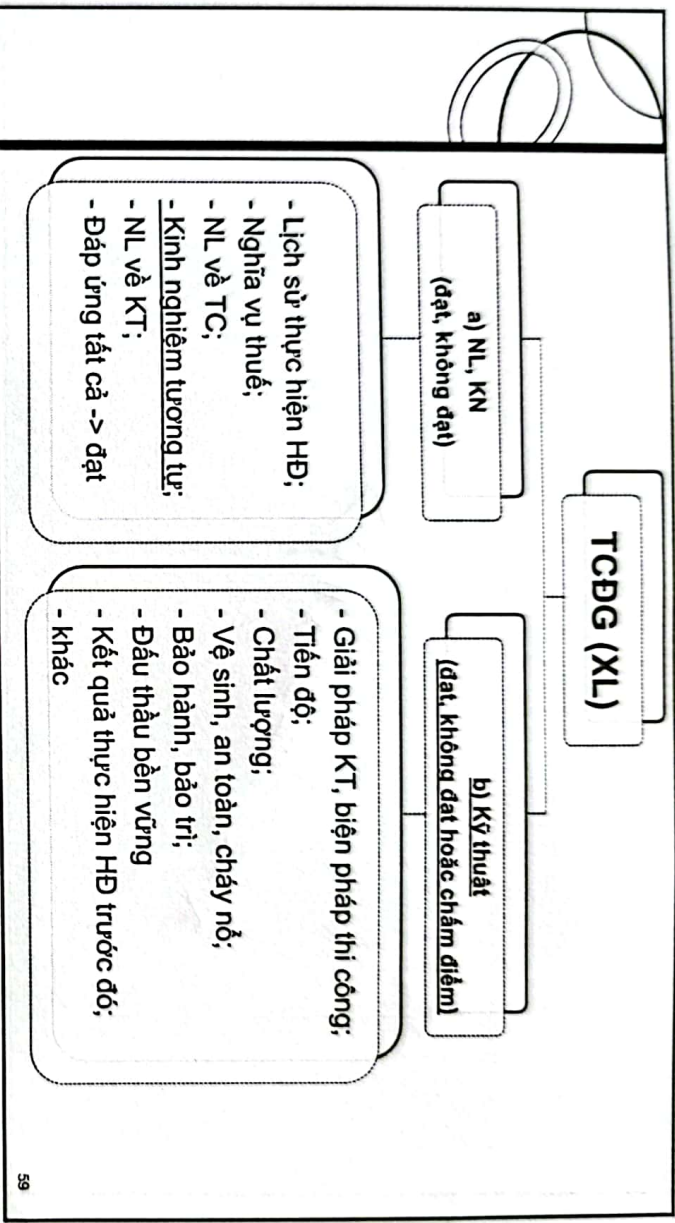 TCĐG (XL)
a) NL, KN
(đạt, không đạt)
- Lịch sử thực hiện HĐ;
- Nghĩa vụ thuế;
- NL về TC;
- Kinh nghiệm tương tự;
- NL về KT;
- Đáp ứng tất cả -> đạt
b) Kỹ thuật
(đạt, không đạt hoặc chấm điểm)
- Giải pháp KT, biện pháp thi công;
- Tiến độ;
- Chất lượng;
- Vệ sinh, an toàn, cháy nổ;
- Bảo hành, bảo trì;
- Đấu thầu bền vững
- Kết quả thực hiện HĐ trước đó;
- khác
59